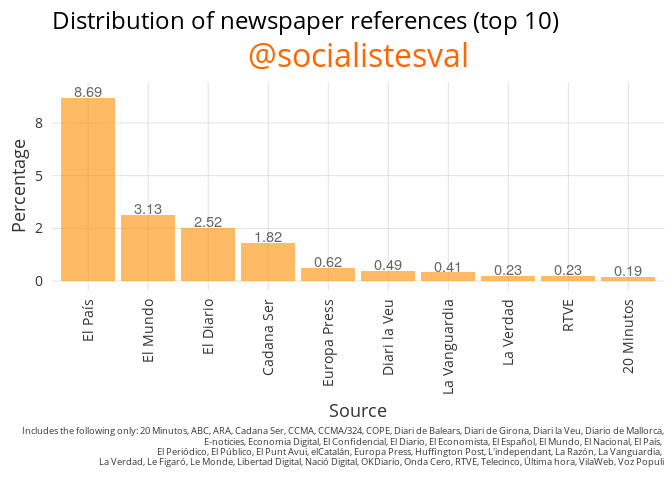 Distribution of newspaper references (top 10)
@socialistesval
Percentage
8
5
2
0
8.69
3.13
2.52
1.82
0.62
0.49
0.41
0.23
0.23
0.19
El País
El Mundo
El Diario
Cadana Ser
Europa Press
Diari la Veu
La Vanguardia
La Verdad
RTVE
20 Minutos
Source
Includes the following only: 20 Minutos, ABC, ARA, Cadana Ser, CCMA, CCMA/324, COPE, Diari de Balears, Diari de Girona, Diari la Veu, Diario de Mallorca,
E-noticies, Economia Digital, El Confidencial, El Diario, El Economista, El Español, El Mundo, El Nacional, El País,
El Periódico, El Público, El Punt Avui, elCatalán, Europa Press, Huffington Post, L'independant, La Razón, La Vanguardia,
La Verdad, Le Figaró, Le Monde, Libertad Digital, Nació Digital, OKDiario, Onda Cero, RTVE, Telecinco, Última hora, VilaWeb, Voz Populi